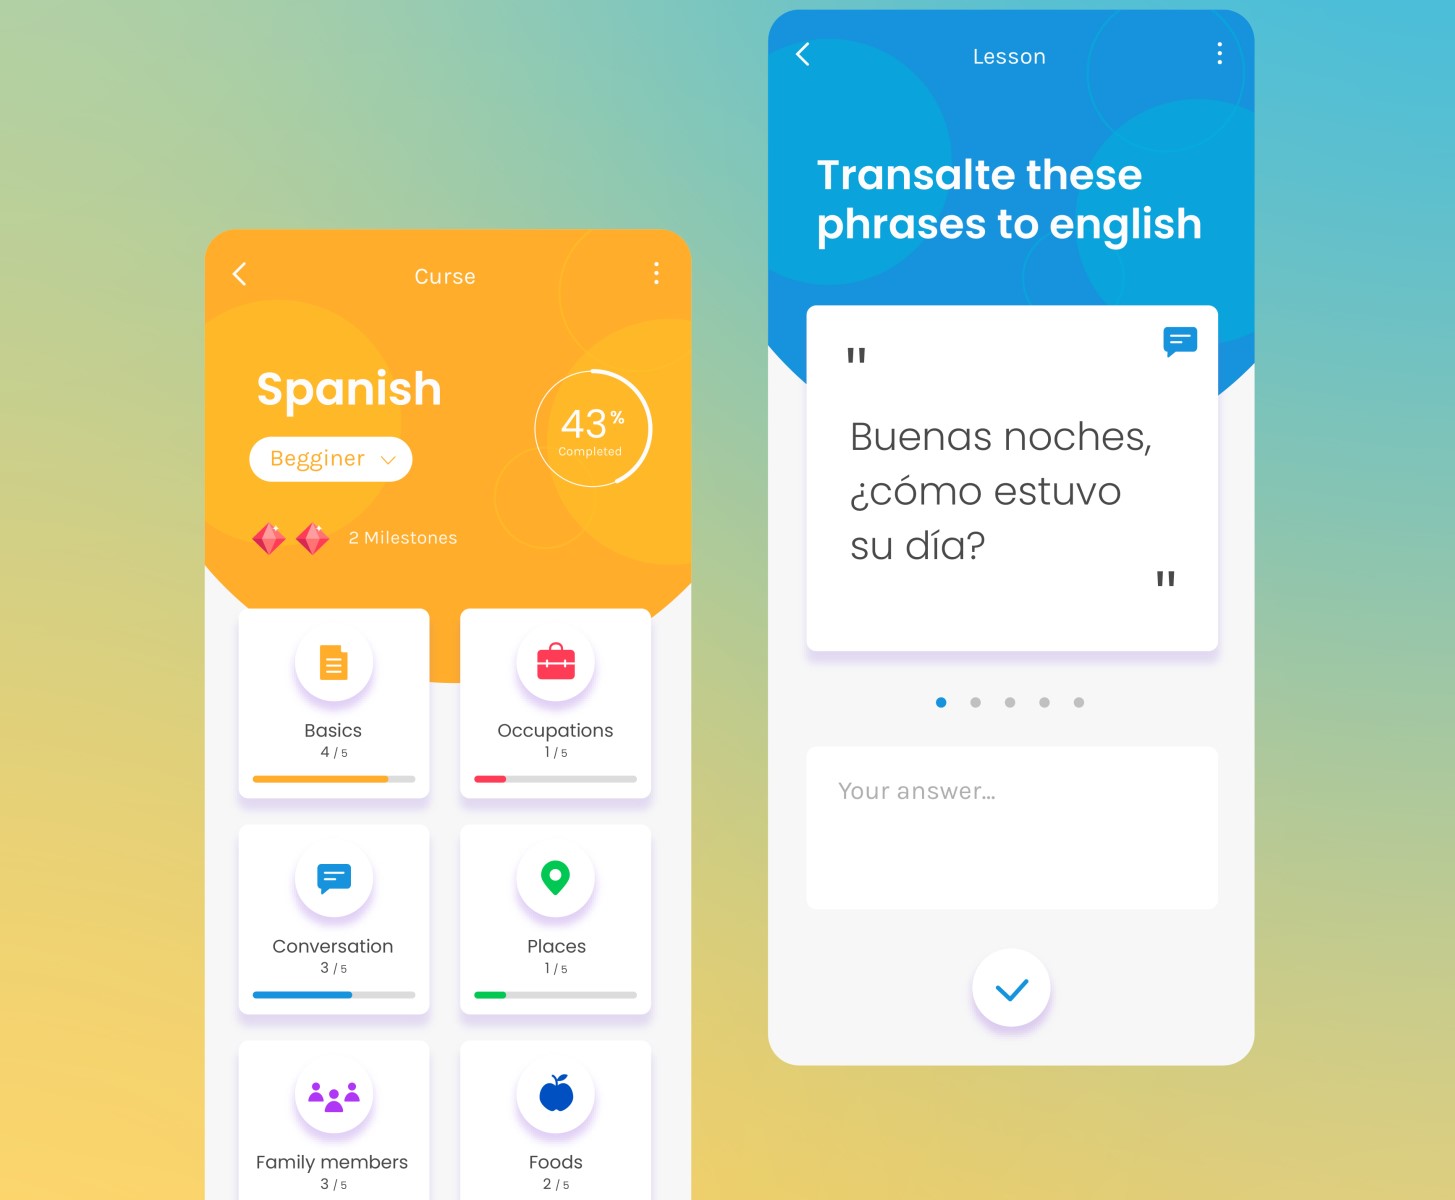 Curse
Spanish
Begginer
43%
Completed
2 Milestones
Basics
4 / 5
Occupations
1 / 5
Conversation
3 / 5
Places
1 / 5
Family members
3 / 5
Foods
2 / 5
Lesson
Transalte these
phrases to english
"
Buenas noches,
¿cómo estuvo
su día?
"
Your answer...